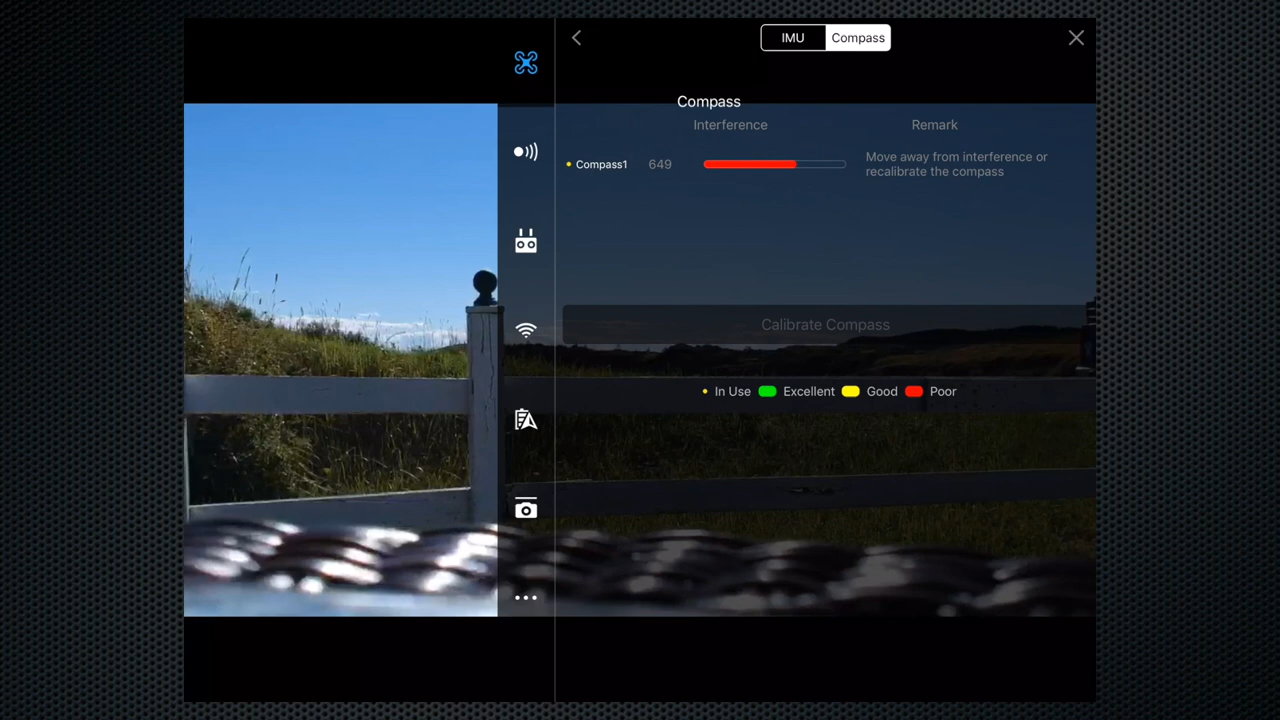 IMU
Compass
Compass
Interference
Remark
Compass1
649
Move away from interference or
recalibrate the compass
Calibrate Compass
In Use
Excellent
Good
Poor